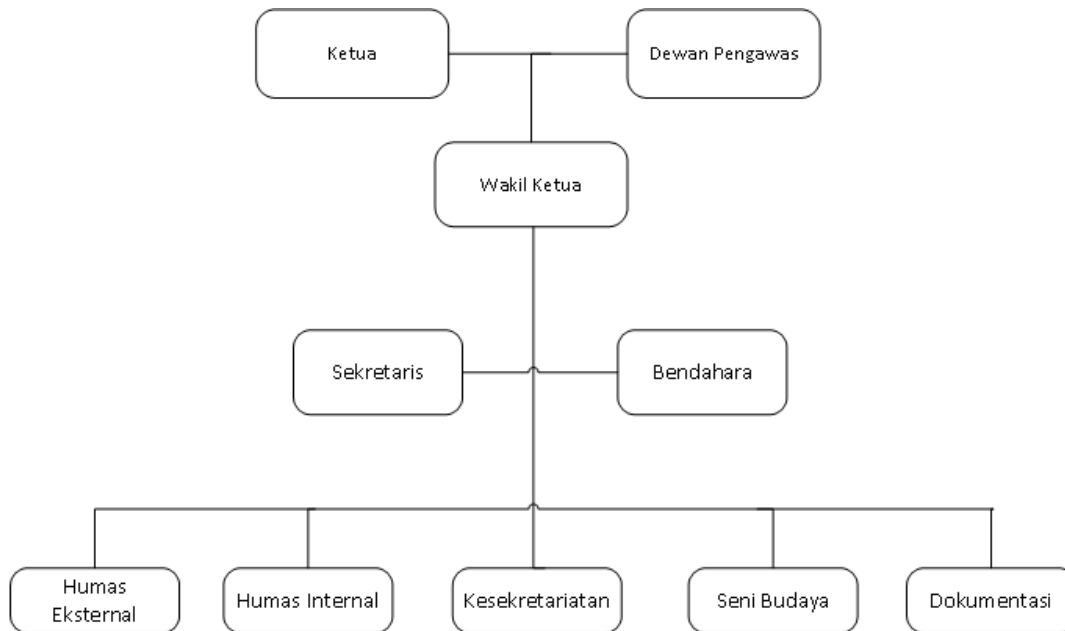 Ketua
Dewan Pengawas
Wakil Ketua
Sekretaris
Bendahara
Humas
Eksternal
Humas Internal
Kesekretariatan
Seni Budaya
Dokumentasi